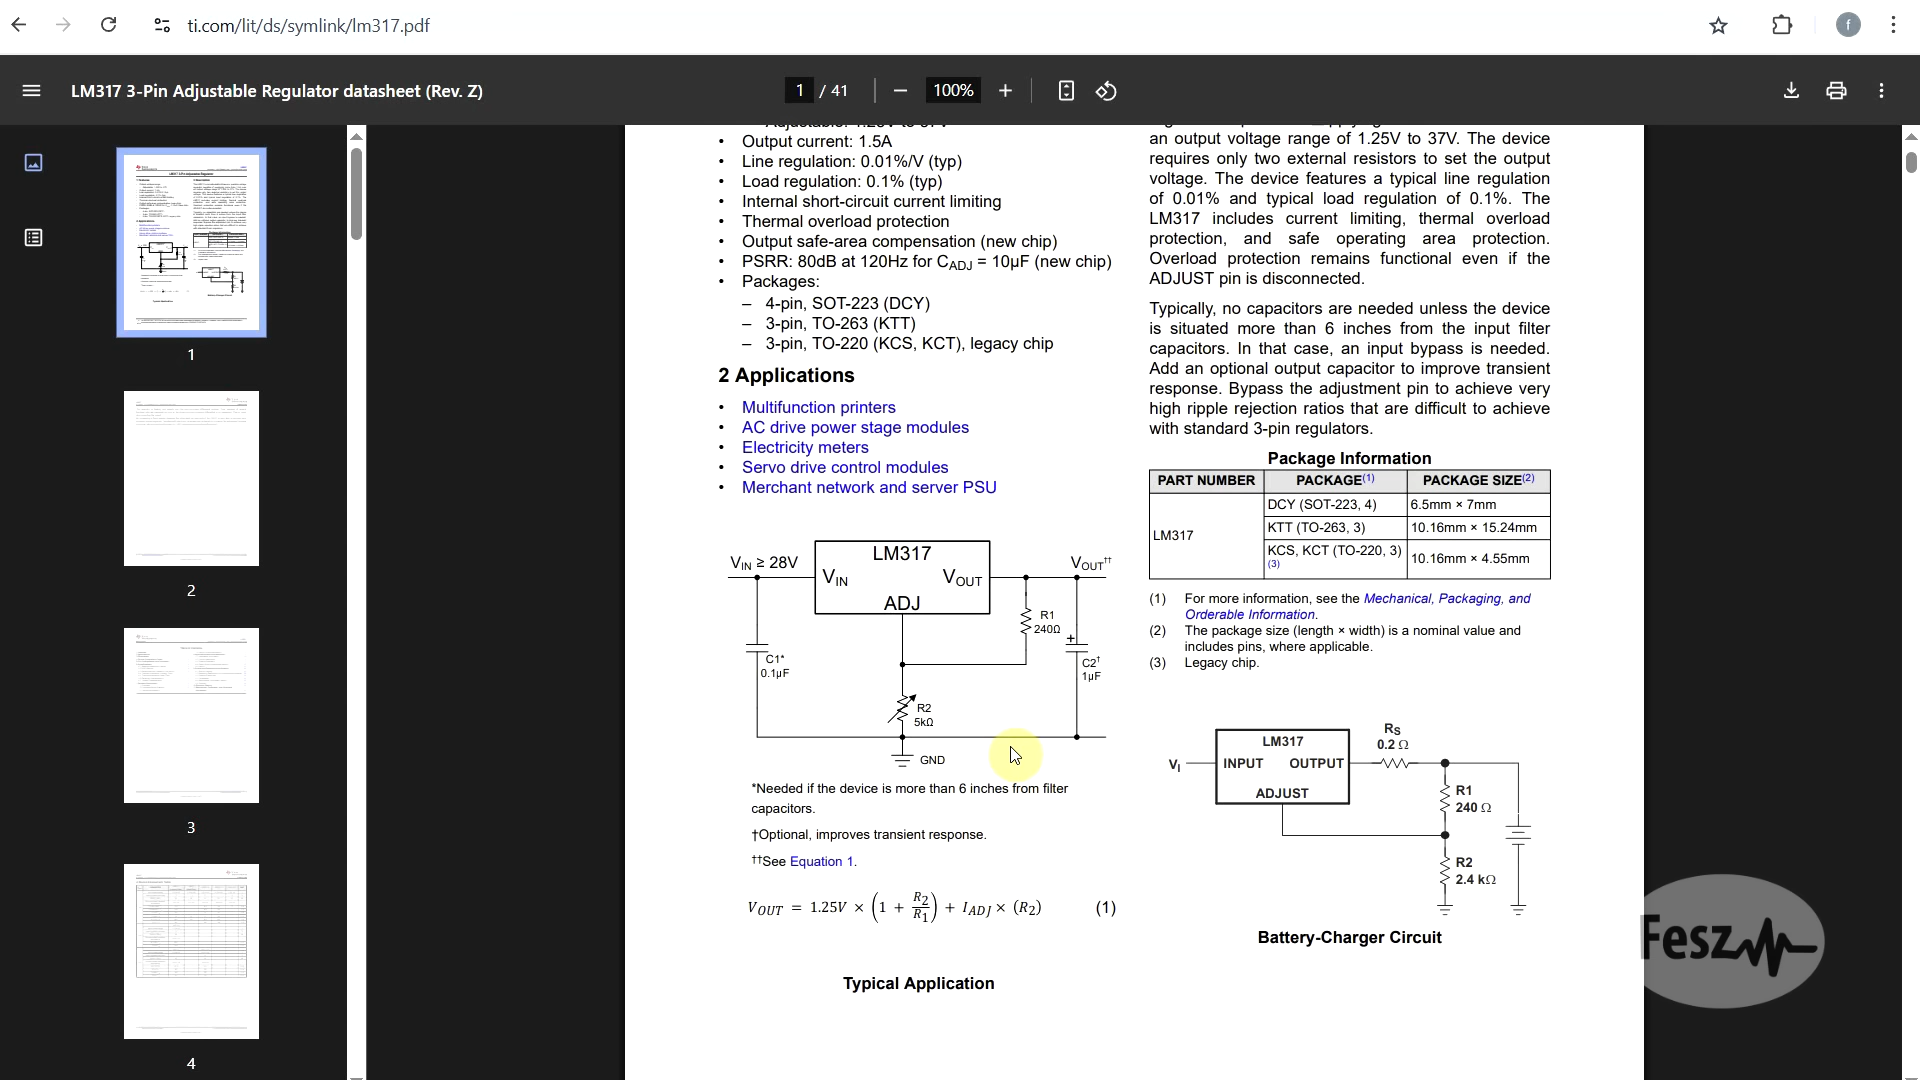 ti.com/lit/ds/symlink/lm317.pdf
f
LM317 3-Pin Adjustable Regulator datasheet (Rev. Z)
1 / 41
100%
1
2
3
4
• Output current: 1.5A
• Line regulation: 0.01%/V (typ)
• Load regulation: 0.1% (typ)
• Internal short-circuit current limiting
• Thermal overload protection
• Output safe-area compensation (new chip)
• PSRR: 80dB at 120Hz for CADJ = 10µF (new chip)
• Packages:
– 4-pin, SOT-223 (DCY)
– 3-pin, TO-263 (KTT)
– 3-pin, TO-220 (KCS, KCT), legacy chip
2 Applications
• Multifunction printers
• AC drive power stage modules
• Electricity meters
• Servo drive control modules
• Merchant network and server PSU
VIN ≥ 28V
LM317
VIN
VOUT
ADJ
VOUT††
R1
240Ω
C1*
0.1µF
+
C2†
1µF
R2
5kΩ
GND
*Needed if the device is more than 6 inches from filter
capacitors.
†Optional, improves transient response.
††See Equation 1.
VOUT = 1.25V × (1 + R2/R1) + IADJ × (R2) (1)
Typical Application
an output voltage range of 1.25V to 37V. The device
requires only two external resistors to set the output
voltage. The device features a typical line regulation
of 0.01% and typical load regulation of 0.1%. The
LM317 includes current limiting, thermal overload
protection, and safe operating area protection.
Overload protection remains functional even if the
ADJUST pin is disconnected.
Typically, no capacitors are needed unless the device
is situated more than 6 inches from the input filter
capacitors. In that case, an input bypass is needed.
Add an optional output capacitor to improve transient
response. Bypass the adjustment pin to achieve very
high ripple rejection ratios that are difficult to achieve
with standard 3-pin regulators.
Package Information
PART NUMBER PACKAGE(1) PACKAGE SIZE(2)
LM317
DCY (SOT-223, 4) 6.5mm × 7mm
KTT (TO-263, 3) 10.16mm × 15.24mm
KCS, KCT (TO-220, 3)
(3)
10.16mm × 4.55mm
(1) For more information, see the Mechanical, Packaging, and
Orderable Information.
(2) The package size (length × width) is a nominal value and
includes pins, where applicable.
(3) Legacy chip.
VI
LM317
INPUT OUTPUT
ADJUST
RS
0.2 Ω
R1
240 Ω
R2
2.4 kΩ
Battery-Charger Circuit
Fesz